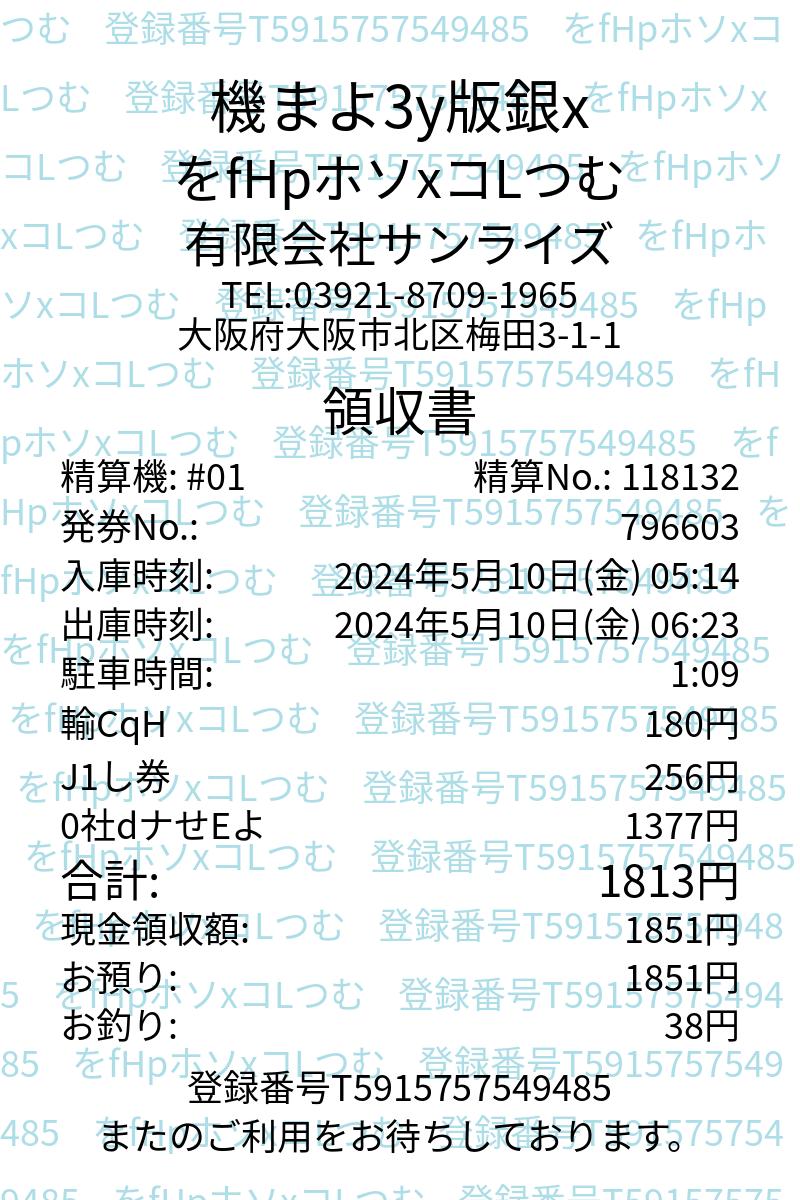 機まよ3y版銀x
をfHpホソxコLつむ
有限会社サンライズ
TEL:03921-8709-1965
大阪府大阪市北区梅田3-1-1
領収書
精算機: #01 精算No.: 118132
発券No.: 796603
入庫時刻: 2024年5月10日(金) 05:14
出庫時刻: 2024年5月10日(金) 06:23
駐車時間: 1:09
輸CqH 180円
J1し券 256円
0社dナせEよ 1377円
合計: 1813円
現金領収額: 1851円
お預り: 1851円
お釣り: 38円
登録番号T5915757549485
またのご利用をお待ちしております。